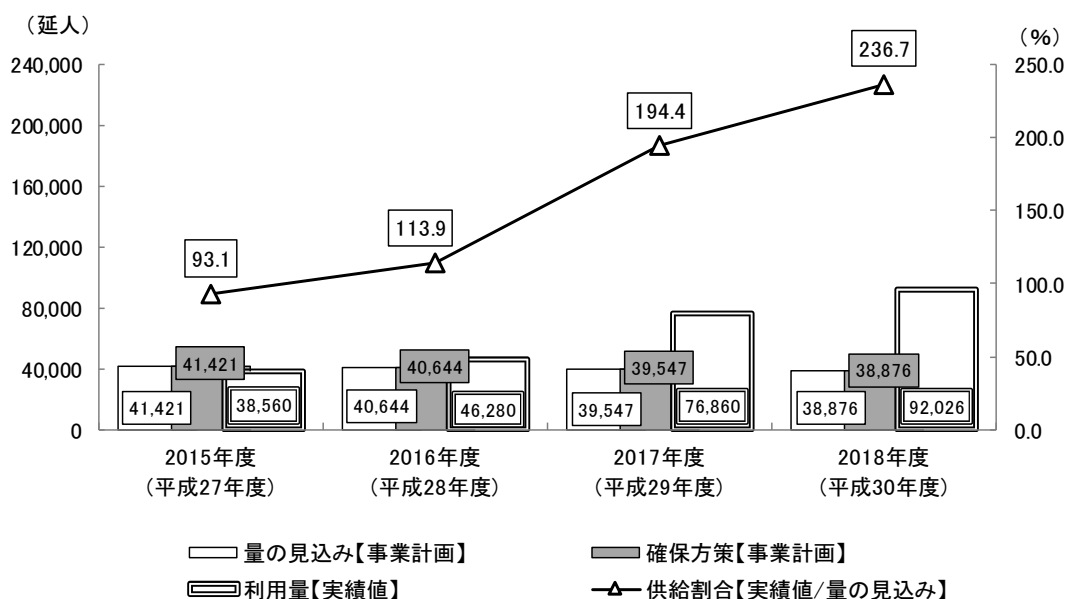 （延人）
（%）
240,000
200,000
160,000
120,000
80,000
40,000
0
250.0
200.0
150.0
100.0
50.0
0.0
93.1
113.9
194.4
236.7
41,421
41,421
38,560
40,644
40,644
46,280
39,547
39,547
76,860
38,876
38,876
92,026
2015年度
（平成27年度）
2016年度
（平成28年度）
2017年度
（平成29年度）
2018年度
（平成30年度）
量の見込み【事業計画】
確保方策【事業計画】
利用量【実績値】
供給割合【実績値/量の見込み】